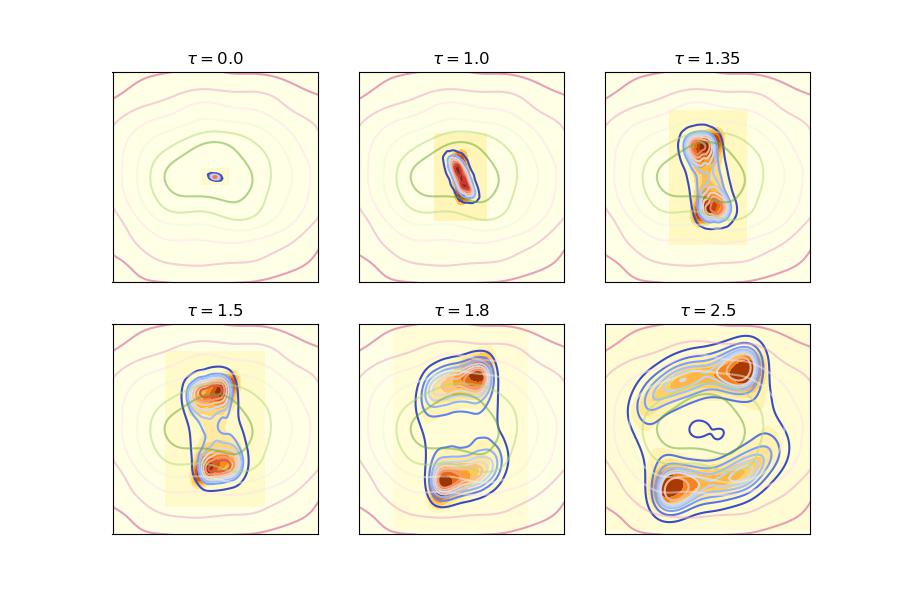 τ = 0.0
τ = 1.0
τ = 1.35
τ = 1.5
τ = 1.8
τ = 2.5